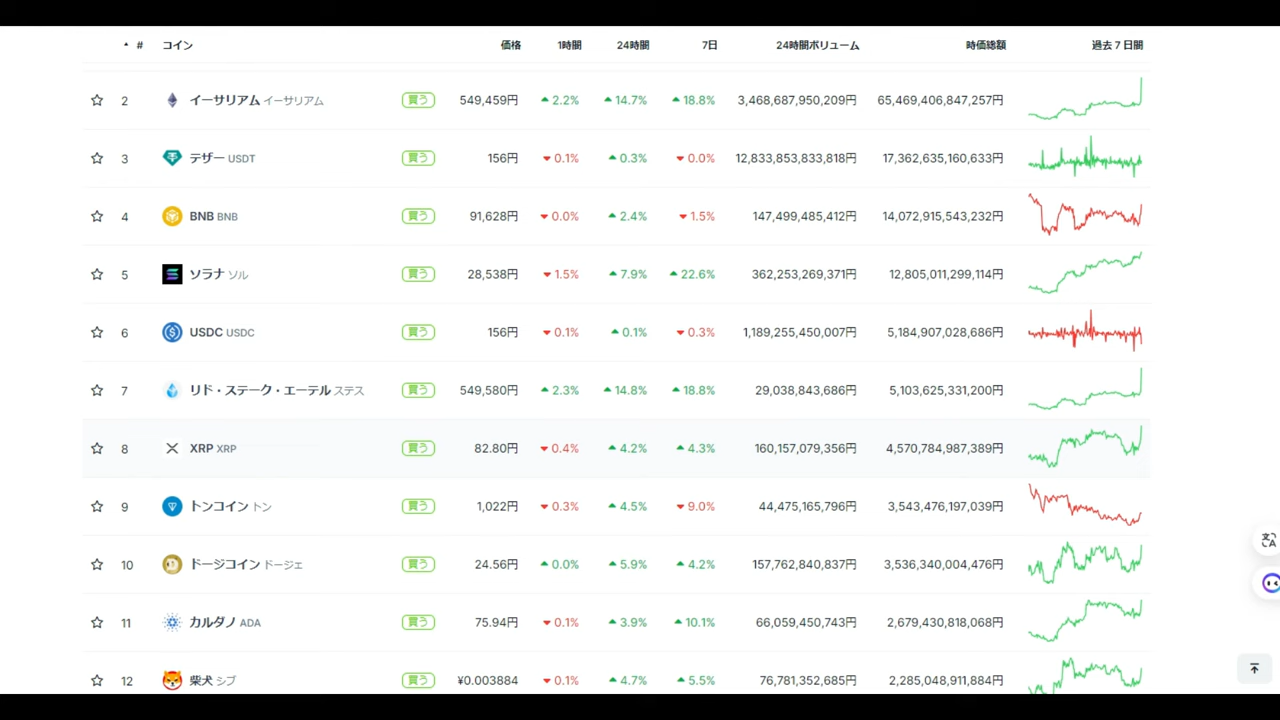 # コイン 価格 1時間 24時間 7日 24時間ボリューム 時価総額 過去 7 日間
2 イーサリアム イーサリアム 買う 549,459円 2.2% 14.7% 18.8% 3,468,687,950,209円 65,469,406,847,257円
3 テザー USDT 買う 156円 0.1% 0.3% 0.0% 12,833,853,833,818円 17,362,635,160,633円
4 BNB BNB 買う 91,628円 0.0% 2.4% 1.5% 147,499,485,412円 14,072,915,543,232円
5 ソラナ ソル 買う 28,538円 1.5% 7.9% 22.6% 362,253,269,371円 12,805,011,299,114円
6 USDC USDC 買う 156円 0.1% 0.1% 0.3% 1,189,255,450,007円 5,184,907,028,686円
7 リド・ステーク・エーテル ステス 買う 549,580円 2.3% 14.8% 18.8% 29,038,843,686円 5,103,625,331,200円
8 XRP XRP 買う 82.80円 0.4% 4.2% 4.3% 160,157,079,356円 4,570,784,987,389円
9 トンコイン トン 買う 1,022円 0.3% 4.5% 9.0% 44,475,165,796円 3,543,476,197,039円
10 ドージコイン ドージェ 買う 24.56円 0.0% 5.9% 4.2% 157,762,840,837円 3,536,340,004,476円
11 カルダノ ADA 買う 75.94円 0.1% 3.9% 10.1% 66,059,450,743円 2,679,430,818,068円
12 柴犬 シブ 買う ¥0.003884 0.1% 4.7% 5.5% 76,781,352,685円 2,285,048,911,884円